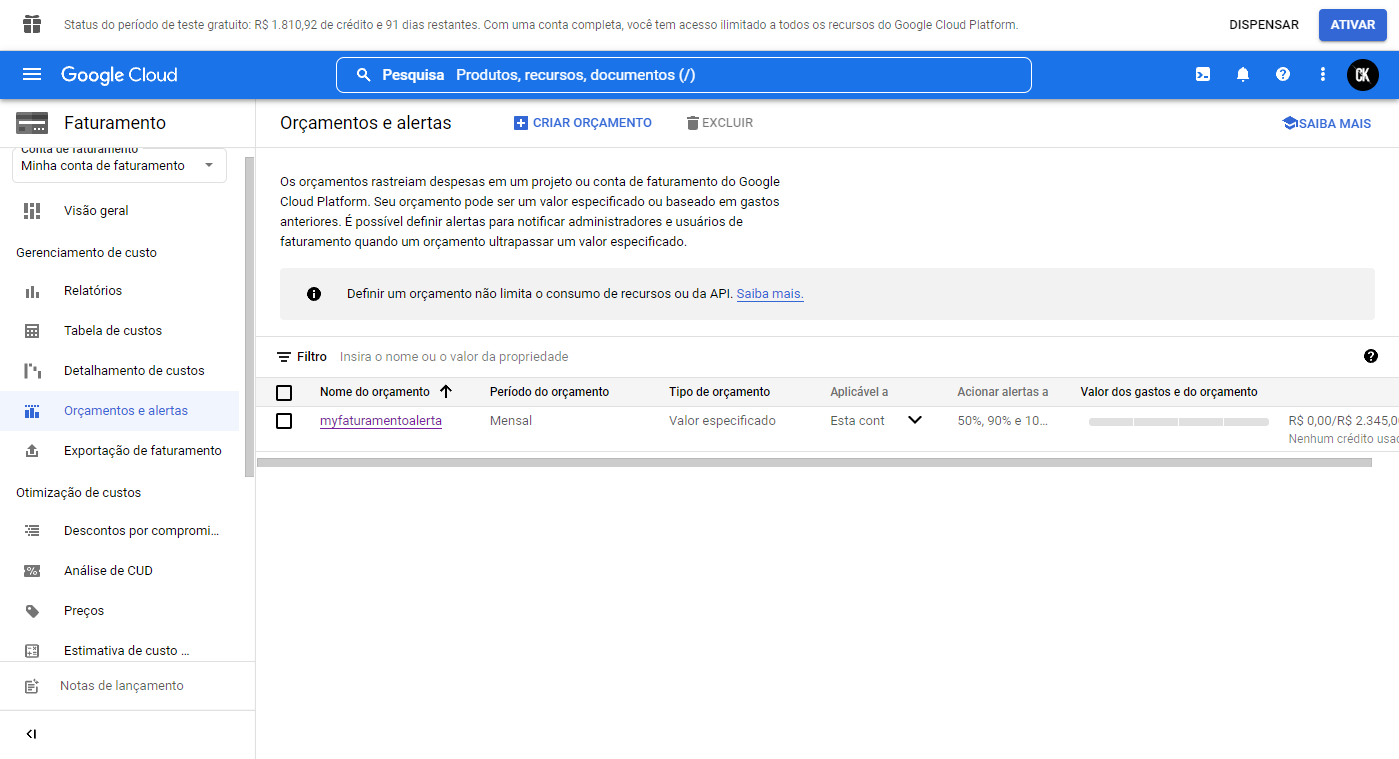 Status do período de teste gratuito: R$ 1.810,92 de crédito e 91 dias restantes. Com uma conta completa, você tem acesso ilimitado a todos os recursos do Google Cloud Platform.
DISPENSAR
ATIVAR
Google Cloud
Pesquisa Produtos, recursos, documentos (/)
CK
Faturamento
Conta de faturamento
Minha conta de faturamento
Visão geral
Gerenciamento de custo
Relatórios
Tabela de custos
Detalhamento de custos
Orçamentos e alertas
Exportação de faturamento
Otimização de custos
Descontos por compromi...
Análise de CUD
Preços
Estimativa de custo ...
Notas de lançamento
Orçamentos e alertas
CRIAR ORÇAMENTO
EXCLUIR
SAIBA MAIS
Os orçamentos rastreiam despesas em um projeto ou conta de faturamento do Google
Cloud Platform. Seu orçamento pode ser um valor especificado ou baseado em gastos
anteriores. É possível definir alertas para notificar administradores e usuários de
faturamento quando um orçamento ultrapassar um valor especificado.
Definir um orçamento não limita o consumo de recursos ou da API. Saiba mais.
Filtro Insira o nome ou o valor da propriedade
Nome do orçamento Período do orçamento Tipo de orçamento Aplicável a Acionar alertas a Valor dos gastos e do orçamento
myfaturamentoalerta Mensal Valor especificado Esta cont 50%, 90% e 10... R$ 0,00/R$ 2.345,0
Nenhum crédito usad